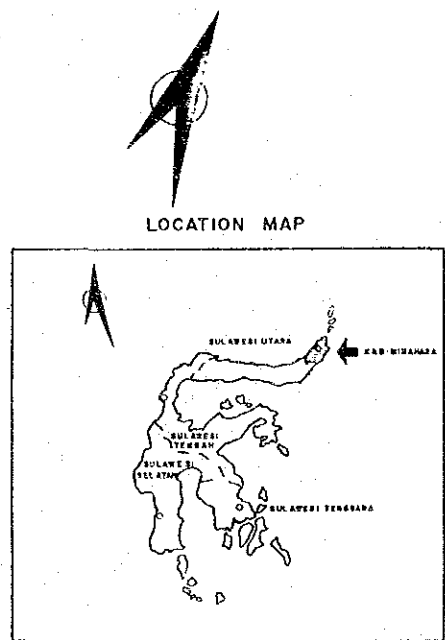 LOCATION MAP
SULAWESI UTARA
KAB·MINAHASA
SULAWESI
TENGAH
SULAWESI
SELATAN
SULAWESI TENGGARA